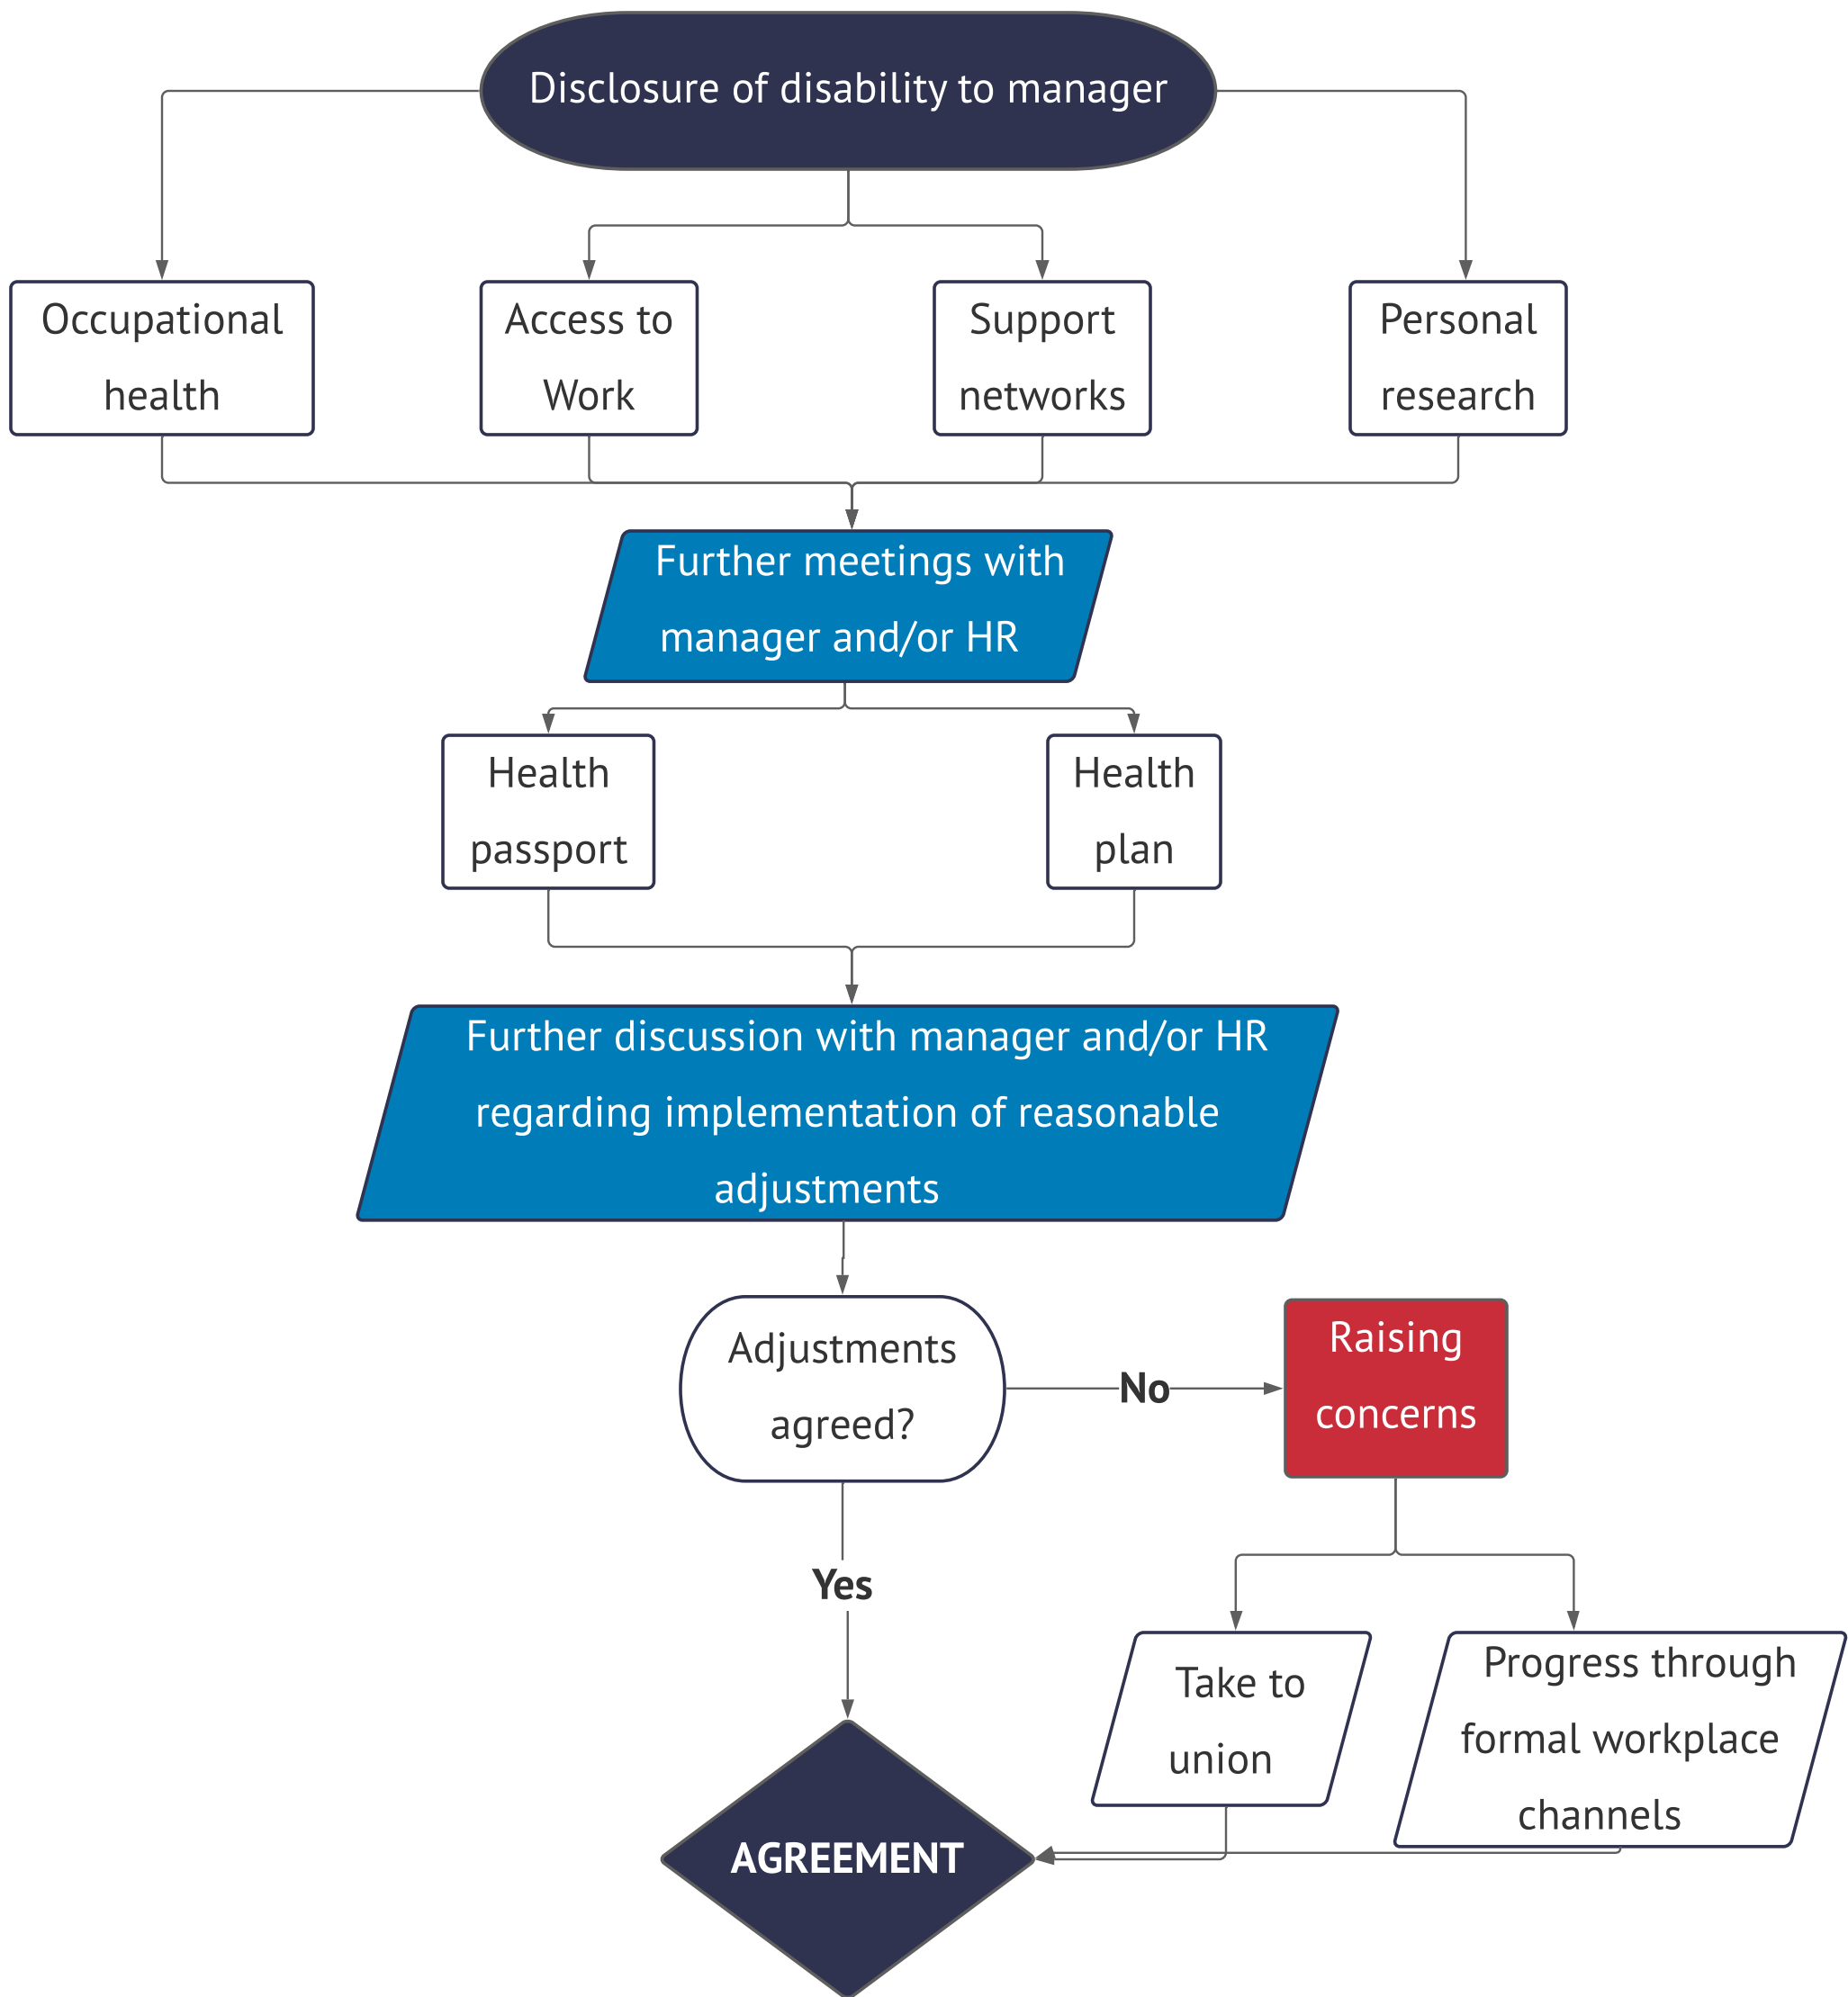 Disclosure of disability to manager
Occupational
health
Access to
Work
Support
networks
Personal
research
Further meetings with
manager and/or HR
Health
passport
Health
plan
Further discussion with manager and/or HR
regarding implementation of reasonable
adjustments
Adjustments
agreed?
No
Raising
concerns
Yes
Take to
union
Progress through
formal workplace
channels
AGREEMENT